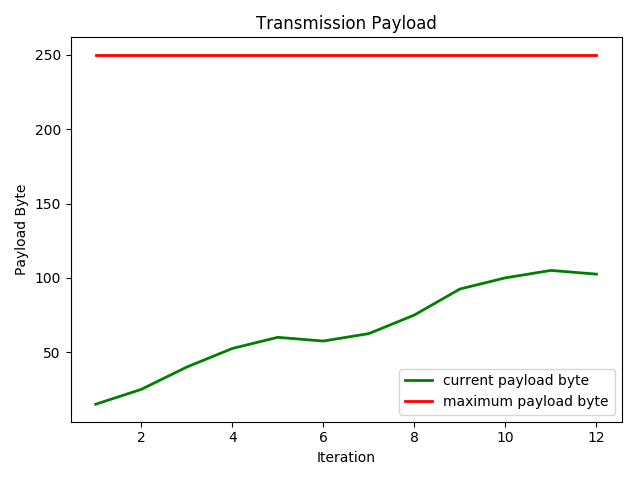 Transmission Payload
Payload Byte
250
200
150
100
50
2 4 6 8 10 12
Iteration
current payload byte
maximum payload byte